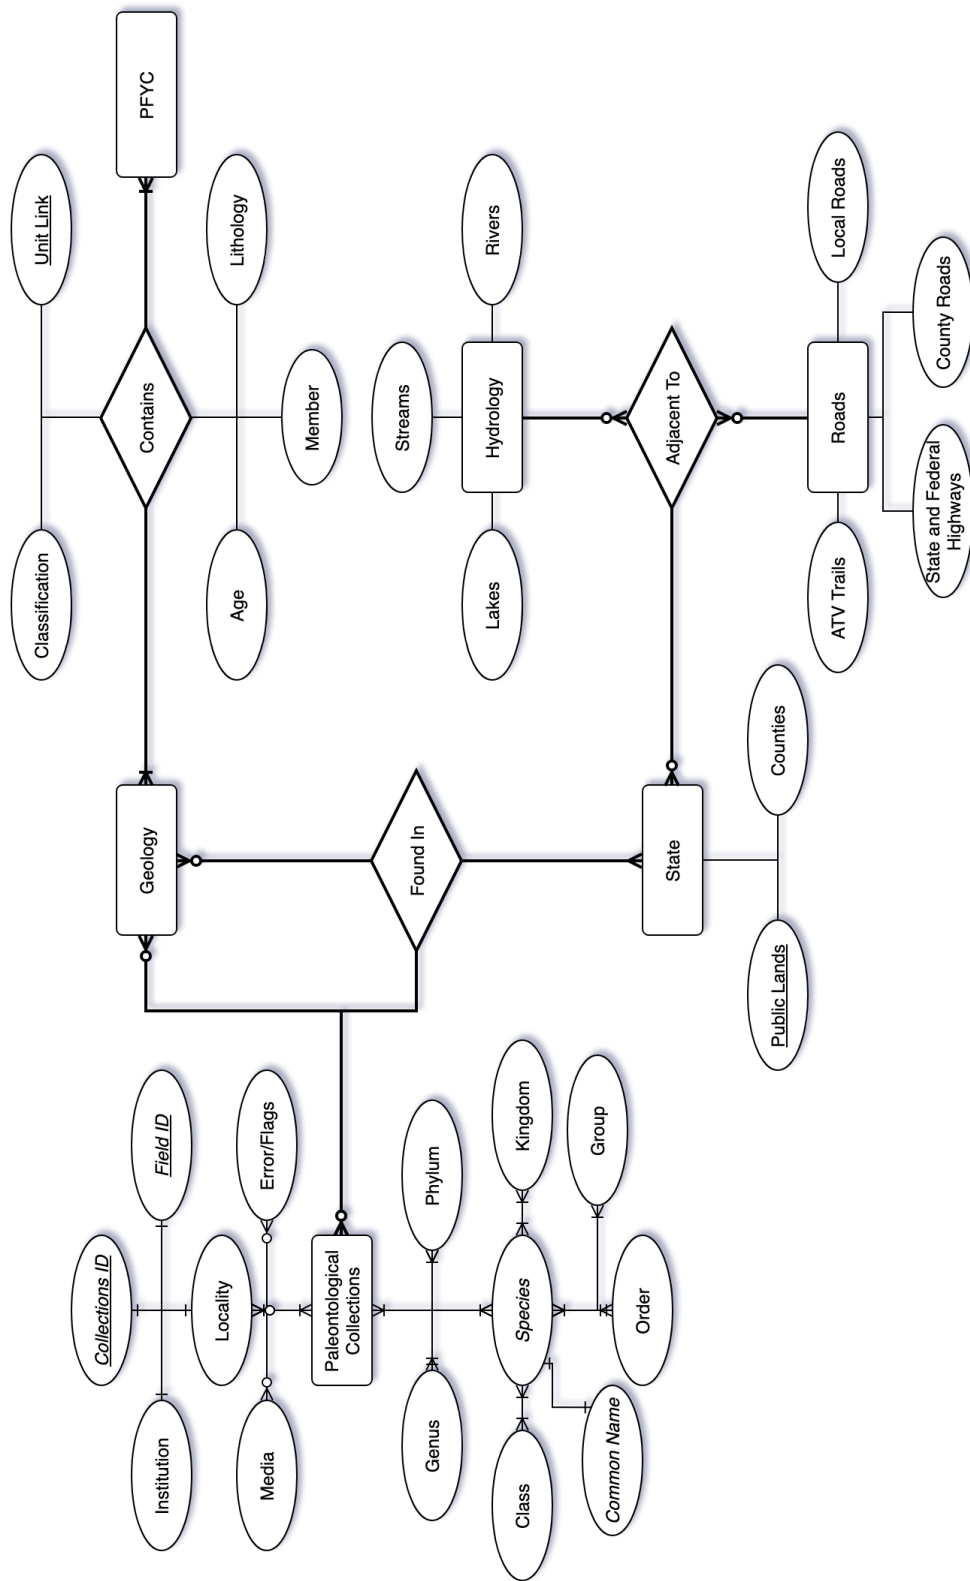 Collections ID
Field ID
Institution
Locality
Error/Flags
Media
Paleontological
Collections
Phylum
Genus
Kingdom
Species
Class
Group
Common Name
Order
Geology
Found In
State
Counties
Public Lands
Unit Link
Classification
PFYC
Contains
Lithology
Age
Member
Streams
Rivers
Hydrology
Lakes
Adjacent To
Local Roads
Roads
ATV Trails
County Roads
State and Federal
Highways